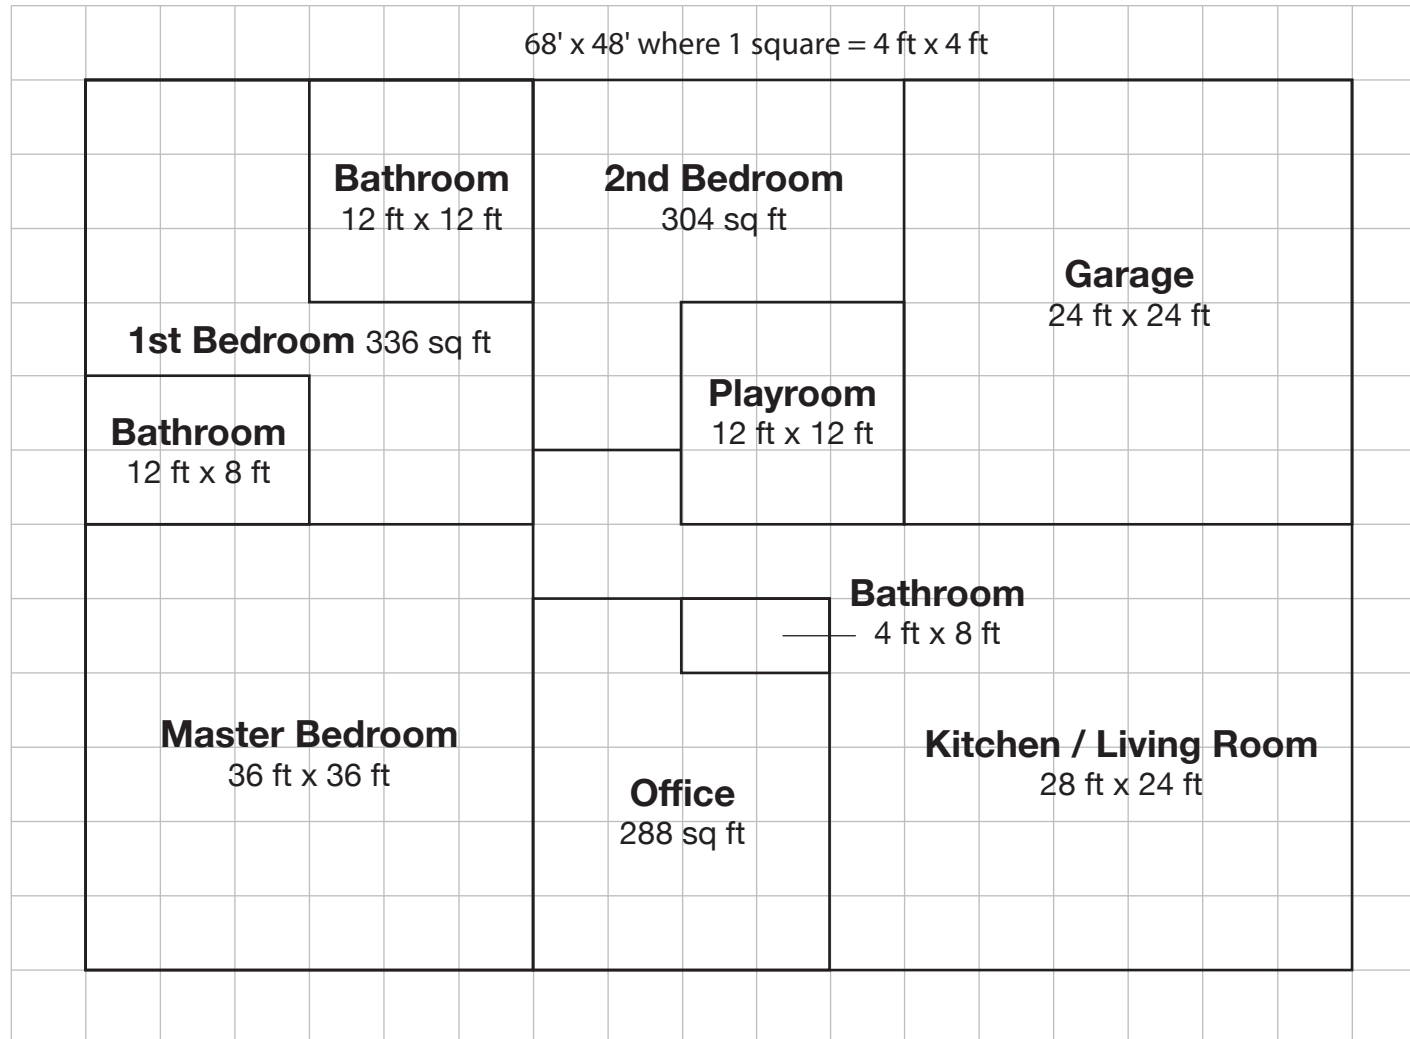 68' x 48' where 1 square = 4 ft x 4 ft
Bathroom
12 ft x 12 ft
2nd Bedroom
304 sq ft
Garage
24 ft x 24 ft
1st Bedroom 336 sq ft
Playroom
12 ft x 12 ft
Bathroom
12 ft x 8 ft
Bathroom
4 ft x 8 ft
Master Bedroom
36 ft x 36 ft
Kitchen / Living Room
28 ft x 24 ft
Office
288 sq ft